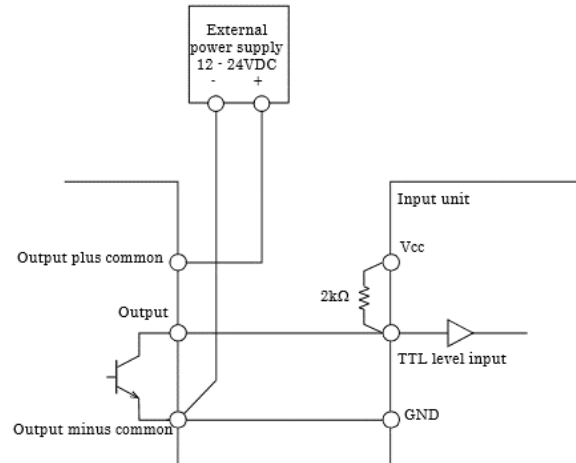 External
power supply
12 - 24VDC
- +
Input unit
Output plus common
Vcc
2kΩ
Output
TTL level input
Output minus common
GND